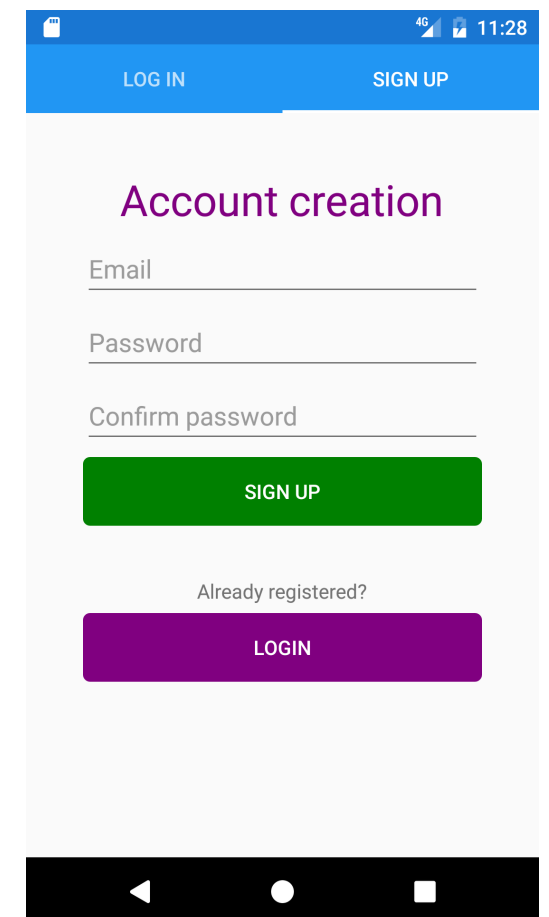 4G 11:28
LOG IN SIGN UP
Account creation
Email
Password
Confirm password
SIGN UP
Already registered?
LOGIN